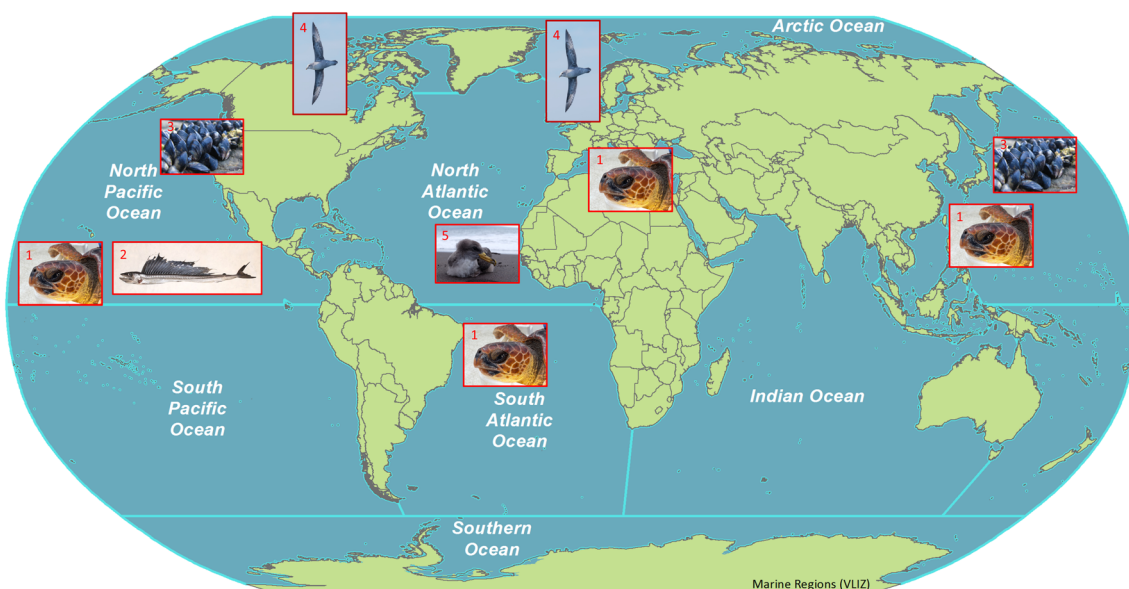 4
4
Arctic Ocean
3
3
North
Pacific
Ocean
North
Atlantic
Ocean
1
1
5
1
2
1
South
Pacific
Ocean
South
Atlantic
Ocean
Indian Ocean
Southern
Ocean
Marine Regions (VLIZ)